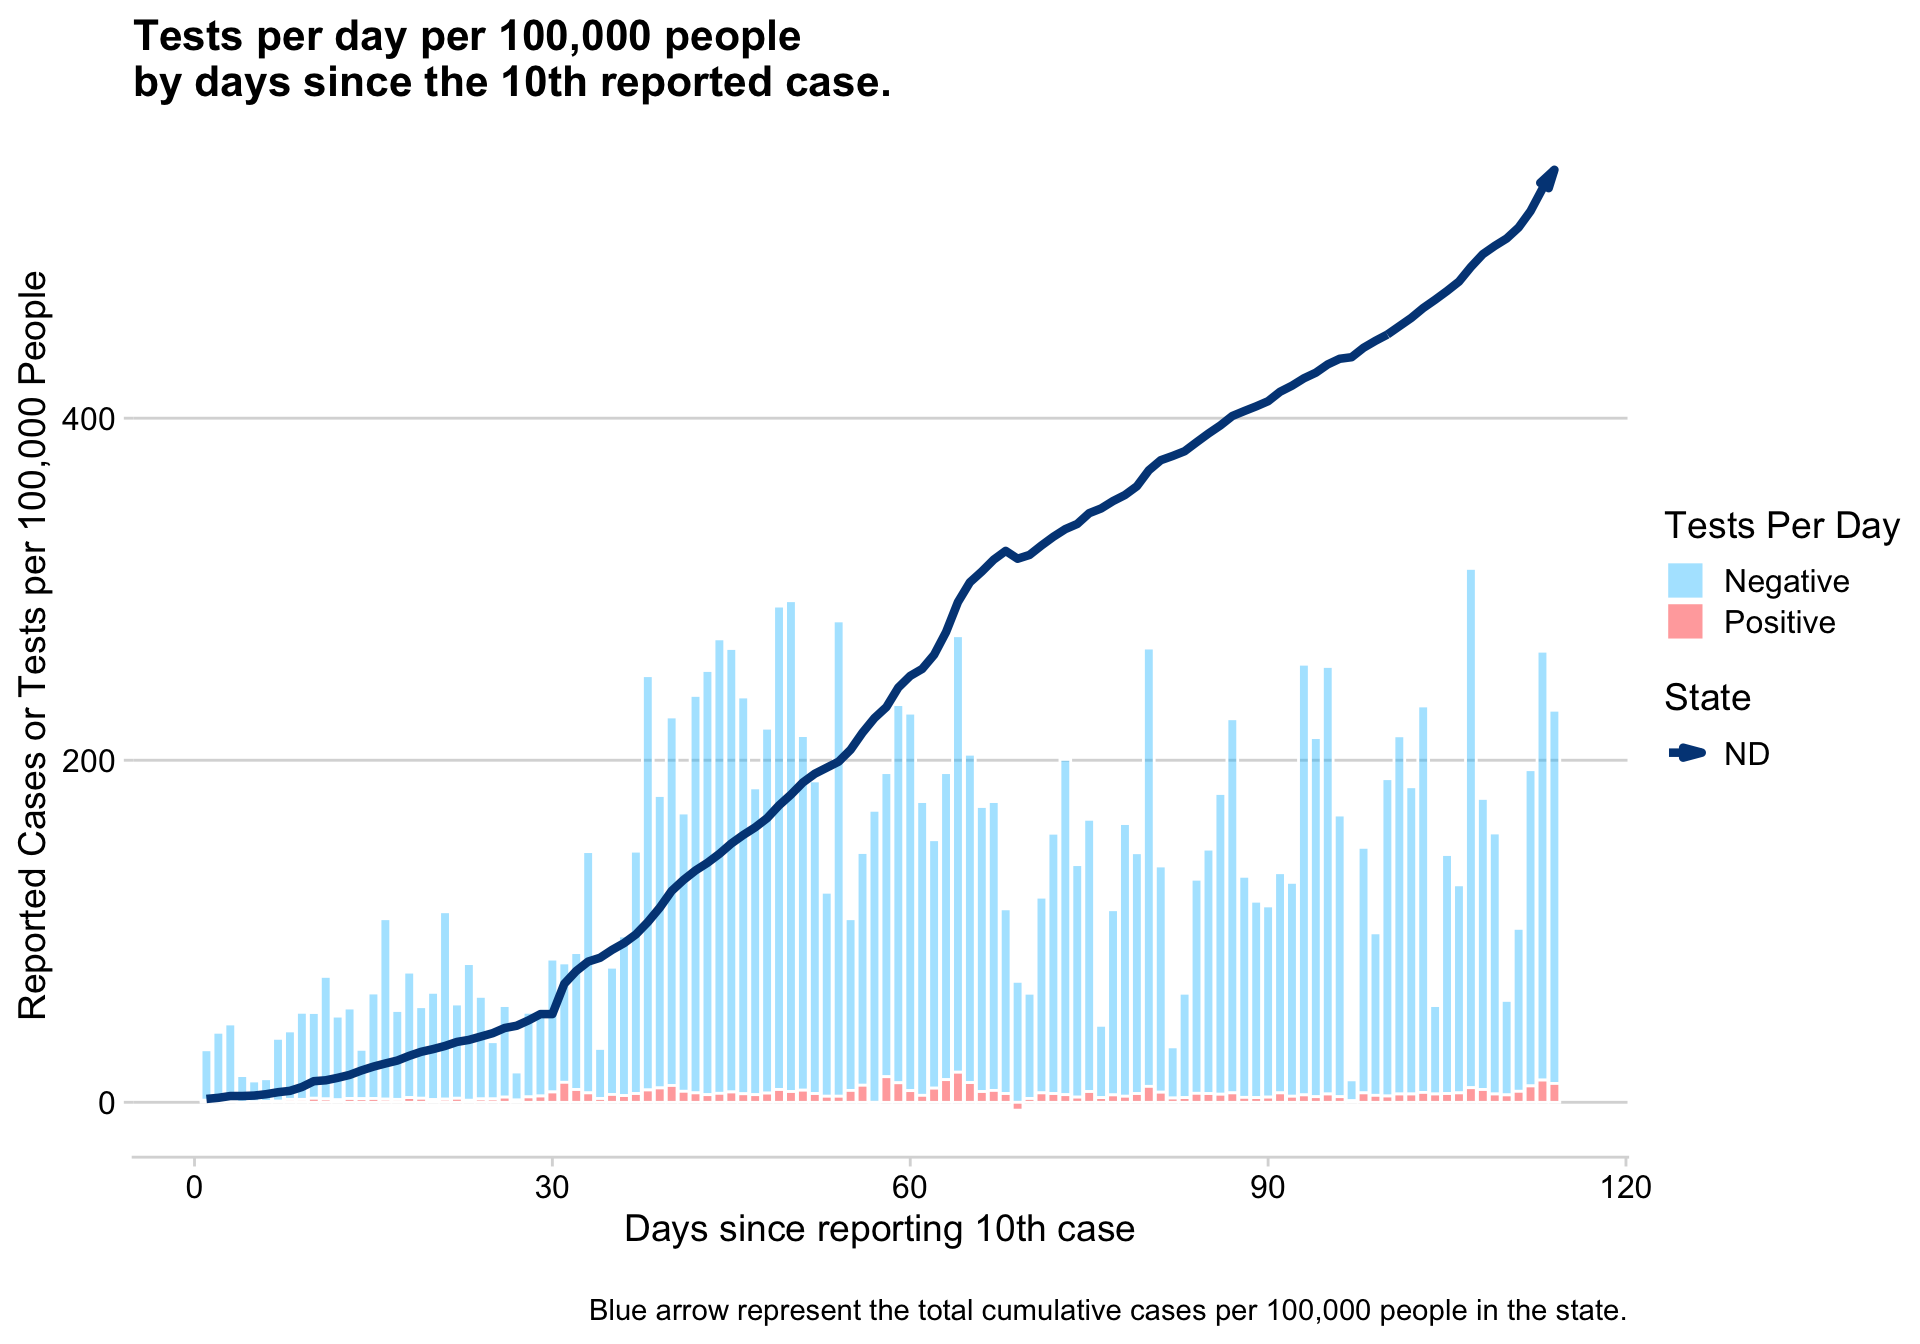 Tests per day per 100,000 people
by days since the 10th reported case.
Reported Cases or Tests per 100,000 People
400
200
0
0
30
60
90
120
Days since reporting 10th case
Tests Per Day
Negative
Positive
State
ND
Blue arrow represent the total cumulative cases per 100,000 people in the state.